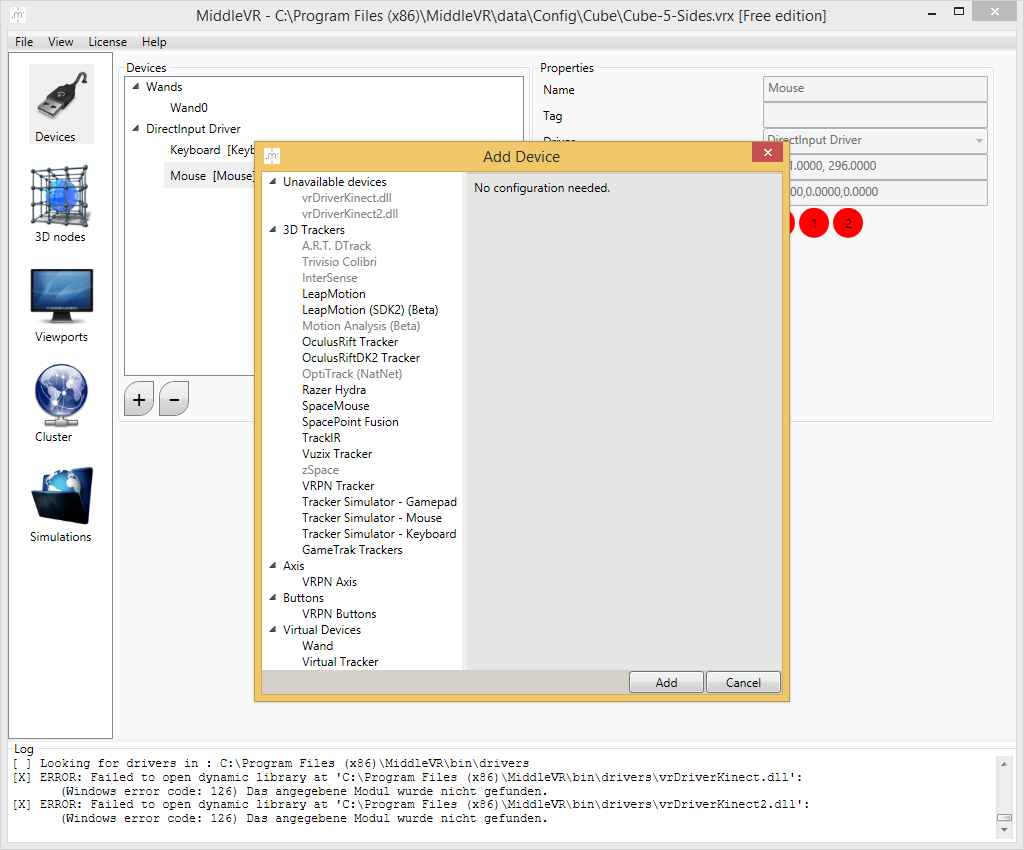 .m'
MiddleVR - C:\Program Files (x86)\MiddleVR\data\Config\Cube\Cube-5-Sides.vrx [Free edition]
File View License Help
Devices
3D nodes
Viewports
Cluster
Simulations
Devices
Wands
Wand0
DirectInput Driver
Keyboard [Keyb
Mouse [Mouse]
+ -
Properties
Name Mouse
Tag
DirectInput Driver
1.0000, 296.0000
00,0.0000,0.0000
1 2
.m'
Add Device
Unavailable devices
vrDriverKinect.dll
vrDriverKinect2.dll
3D Trackers
A.R.T. DTrack
Trivisio Colibri
InterSense
LeapMotion
LeapMotion (SDK2) (Beta)
Motion Analysis (Beta)
OculusRift Tracker
OculusRiftDK2 Tracker
OptiTrack (NatNet)
Razer Hydra
SpaceMouse
SpacePoint Fusion
TrackIR
Vuzix Tracker
zSpace
VRPN Tracker
Tracker Simulator - Gamepad
Tracker Simulator - Mouse
Tracker Simulator - Keyboard
GameTrak Trackers
Axis
VRPN Axis
Buttons
VRPN Buttons
Virtual Devices
Wand
Virtual Tracker
No configuration needed.
Add Cancel
Log
[ ] Looking for drivers in : C:\Program Files (x86)\MiddleVR\bin\drivers
[X] ERROR: Failed to open dynamic library at 'C:\Program Files (x86)\MiddleVR\bin\drivers\vrDriverKinect.dll':
(Windows error code: 126) Das angegebene Modul wurde nicht gefunden.
[X] ERROR: Failed to open dynamic library at 'C:\Program Files (x86)\MiddleVR\bin\drivers\vrDriverKinect2.dll':
(Windows error code: 126) Das angegebene Modul wurde nicht gefunden.